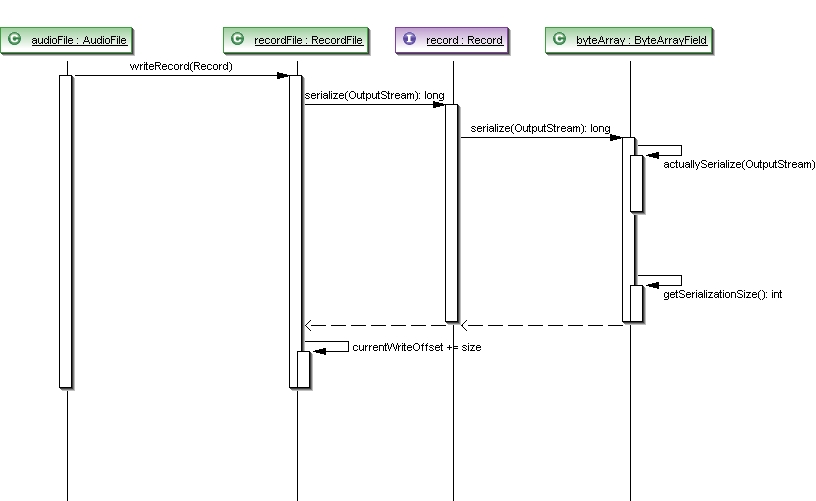 C audioFile : AudioFile
C recordFile : RecordFile
I record : Record
C byteArray : ByteArrayField
writeRecord(Record)
serialize(OutputStream): long
serialize(OutputStream): long
actuallySerialize(OutputStream)
getSerializationSize(): int
currentWriteOffset += size